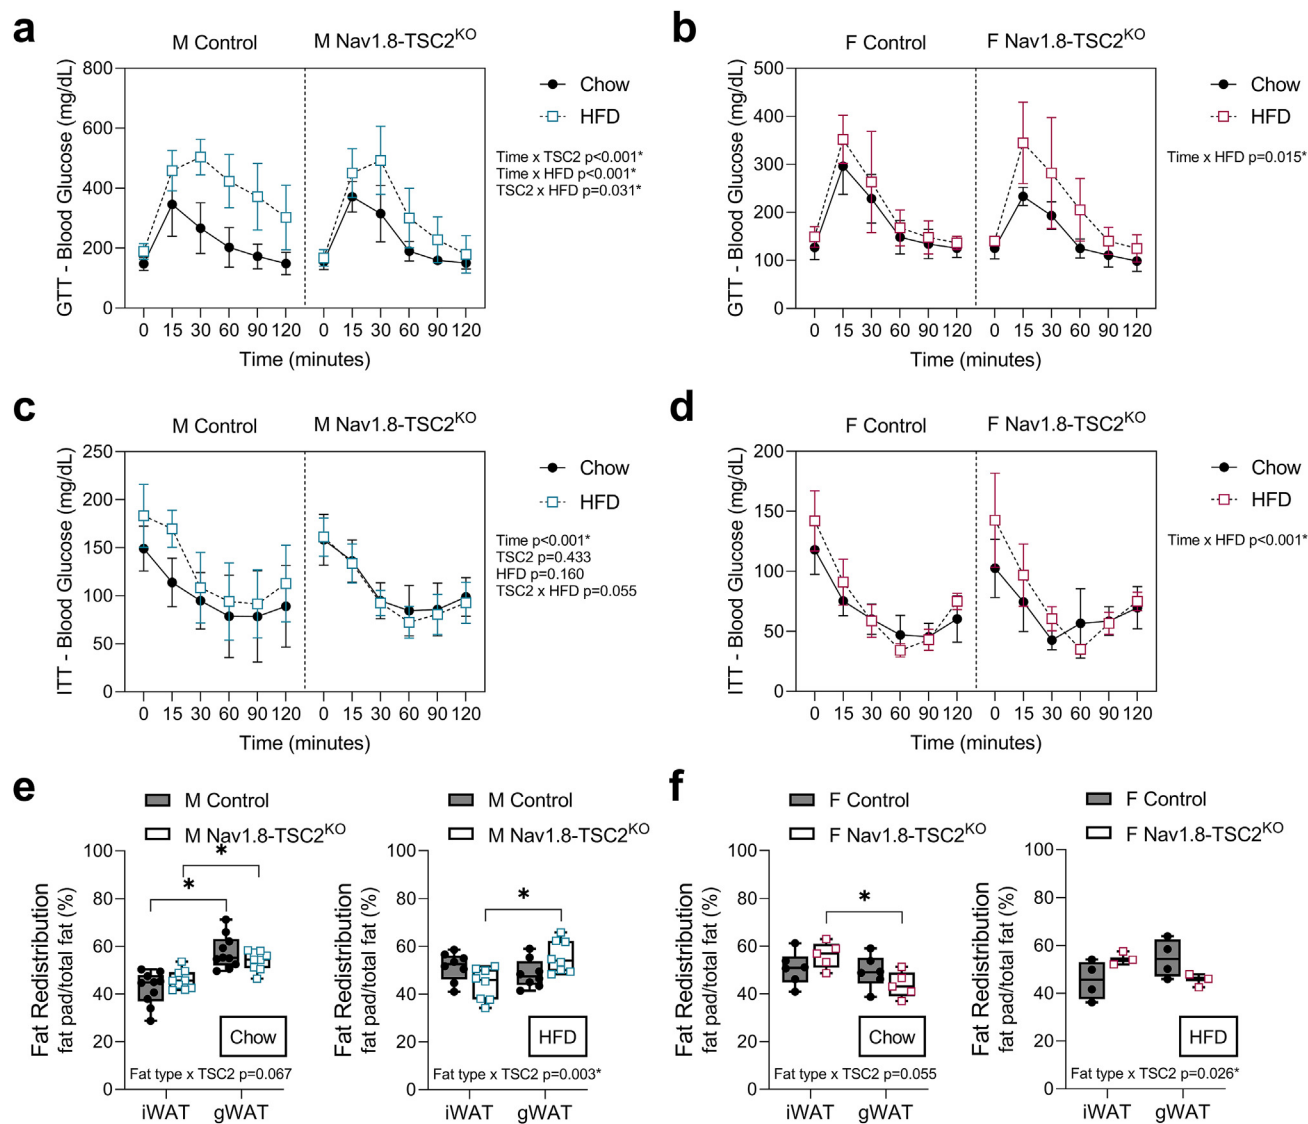 a
M Control
M Nav1.8-TSC2KO
GTT - Blood Glucose (mg/dL)
800
600
400
200
0
0 15 30 60 90 120 0 15 30 60 90 120
Time (minutes)
Chow
HFD
Time x TSC2 p<0.001*
Time x HFD p<0.001*
TSC2 x HFD p=0.031*
b
F Control
F Nav1.8-TSC2KO
GTT - Blood Glucose (mg/dL)
500
400
300
200
100
0
0 15 30 60 90 120 0 15 30 60 90 120
Time (minutes)
Chow
HFD
Time x HFD p=0.015*
c
M Control
M Nav1.8-TSC2KO
ITT - Blood Glucose (mg/dL)
250
200
150
100
50
0
0 15 30 60 90 120 0 15 30 60 90 120
Time (minutes)
Chow
HFD
Time p<0.001*
TSC2 p=0.433
HFD p=0.160
TSC2 x HFD p=0.055
d
F Control
F Nav1.8-TSC2KO
ITT - Blood Glucose (mg/dL)
200
150
100
50
0
0 15 30 60 90 120 0 15 30 60 90 120
Time (minutes)
Chow
HFD
Time x HFD p<0.001*
e
M Control
M Nav1.8-TSC2KO
Fat Redistribution
fat pad/total fat (%)
100
80
60
40
20
0
*
*
Chow
Fat type x TSC2 p=0.067
iWAT gWAT
M Control
M Nav1.8-TSC2KO
Fat Redistribution
fat pad/total fat (%)
100
80
60
40
20
0
*
HFD
Fat type x TSC2 p=0.003*
iWAT gWAT
f
F Control
F Nav1.8-TSC2KO
Fat Redistribution
fat pad/total fat (%)
100
80
60
40
20
0
*
Chow
Fat type x TSC2 p=0.055
iWAT gWAT
F Control
F Nav1.8-TSC2KO
Fat Redistribution
fat pad/total fat (%)
100
80
60
40
20
0
HFD
Fat type x TSC2 p=0.026*
iWAT gWAT